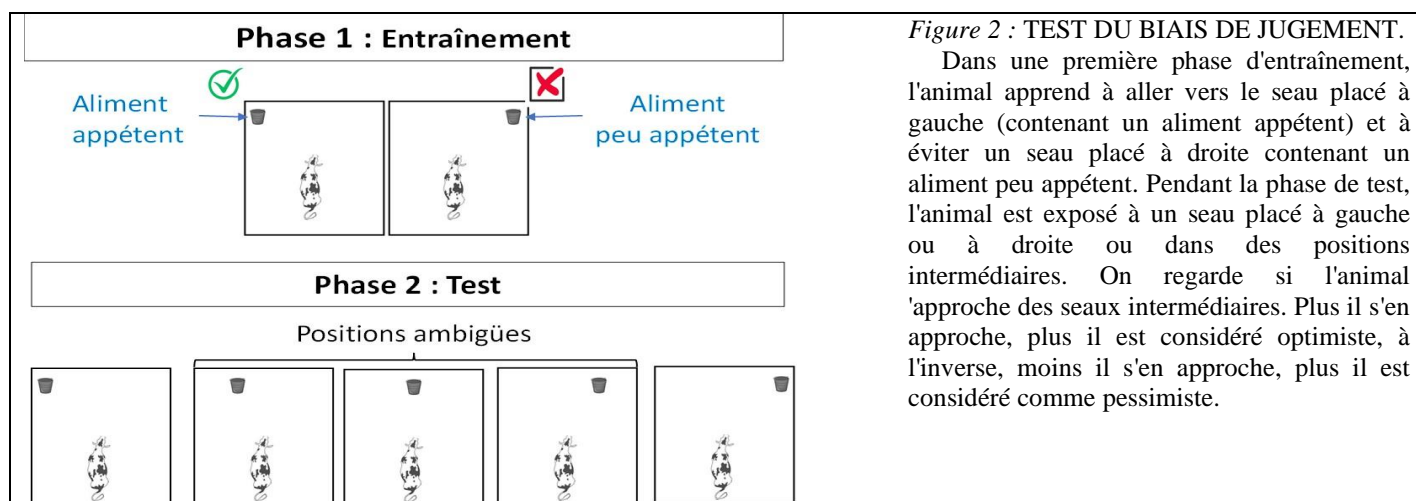 Phase 1 : Entraînement
Aliment
appétent
Aliment
peu appétent
Phase 2 : Test
Positions ambigües
Figure 2 : TEST DU BIAIS DE JUGEMENT.
Dans une première phase d'entraînement,
l'animal apprend à aller vers le seau placé à
gauche (contenant un aliment appétent) et à
éviter un seau placé à droite contenant un
aliment peu appétent. Pendant la phase de test,
l'animal est exposé à un seau placé à gauche
ou à droite ou dans des positions
intermédiaires. On regarde si l'animal
'approche des seaux intermédiaires. Plus il s'en
approche, plus il est considéré optimiste, à
l'inverse, moins il s'en approche, plus il est
considéré comme pessimiste.